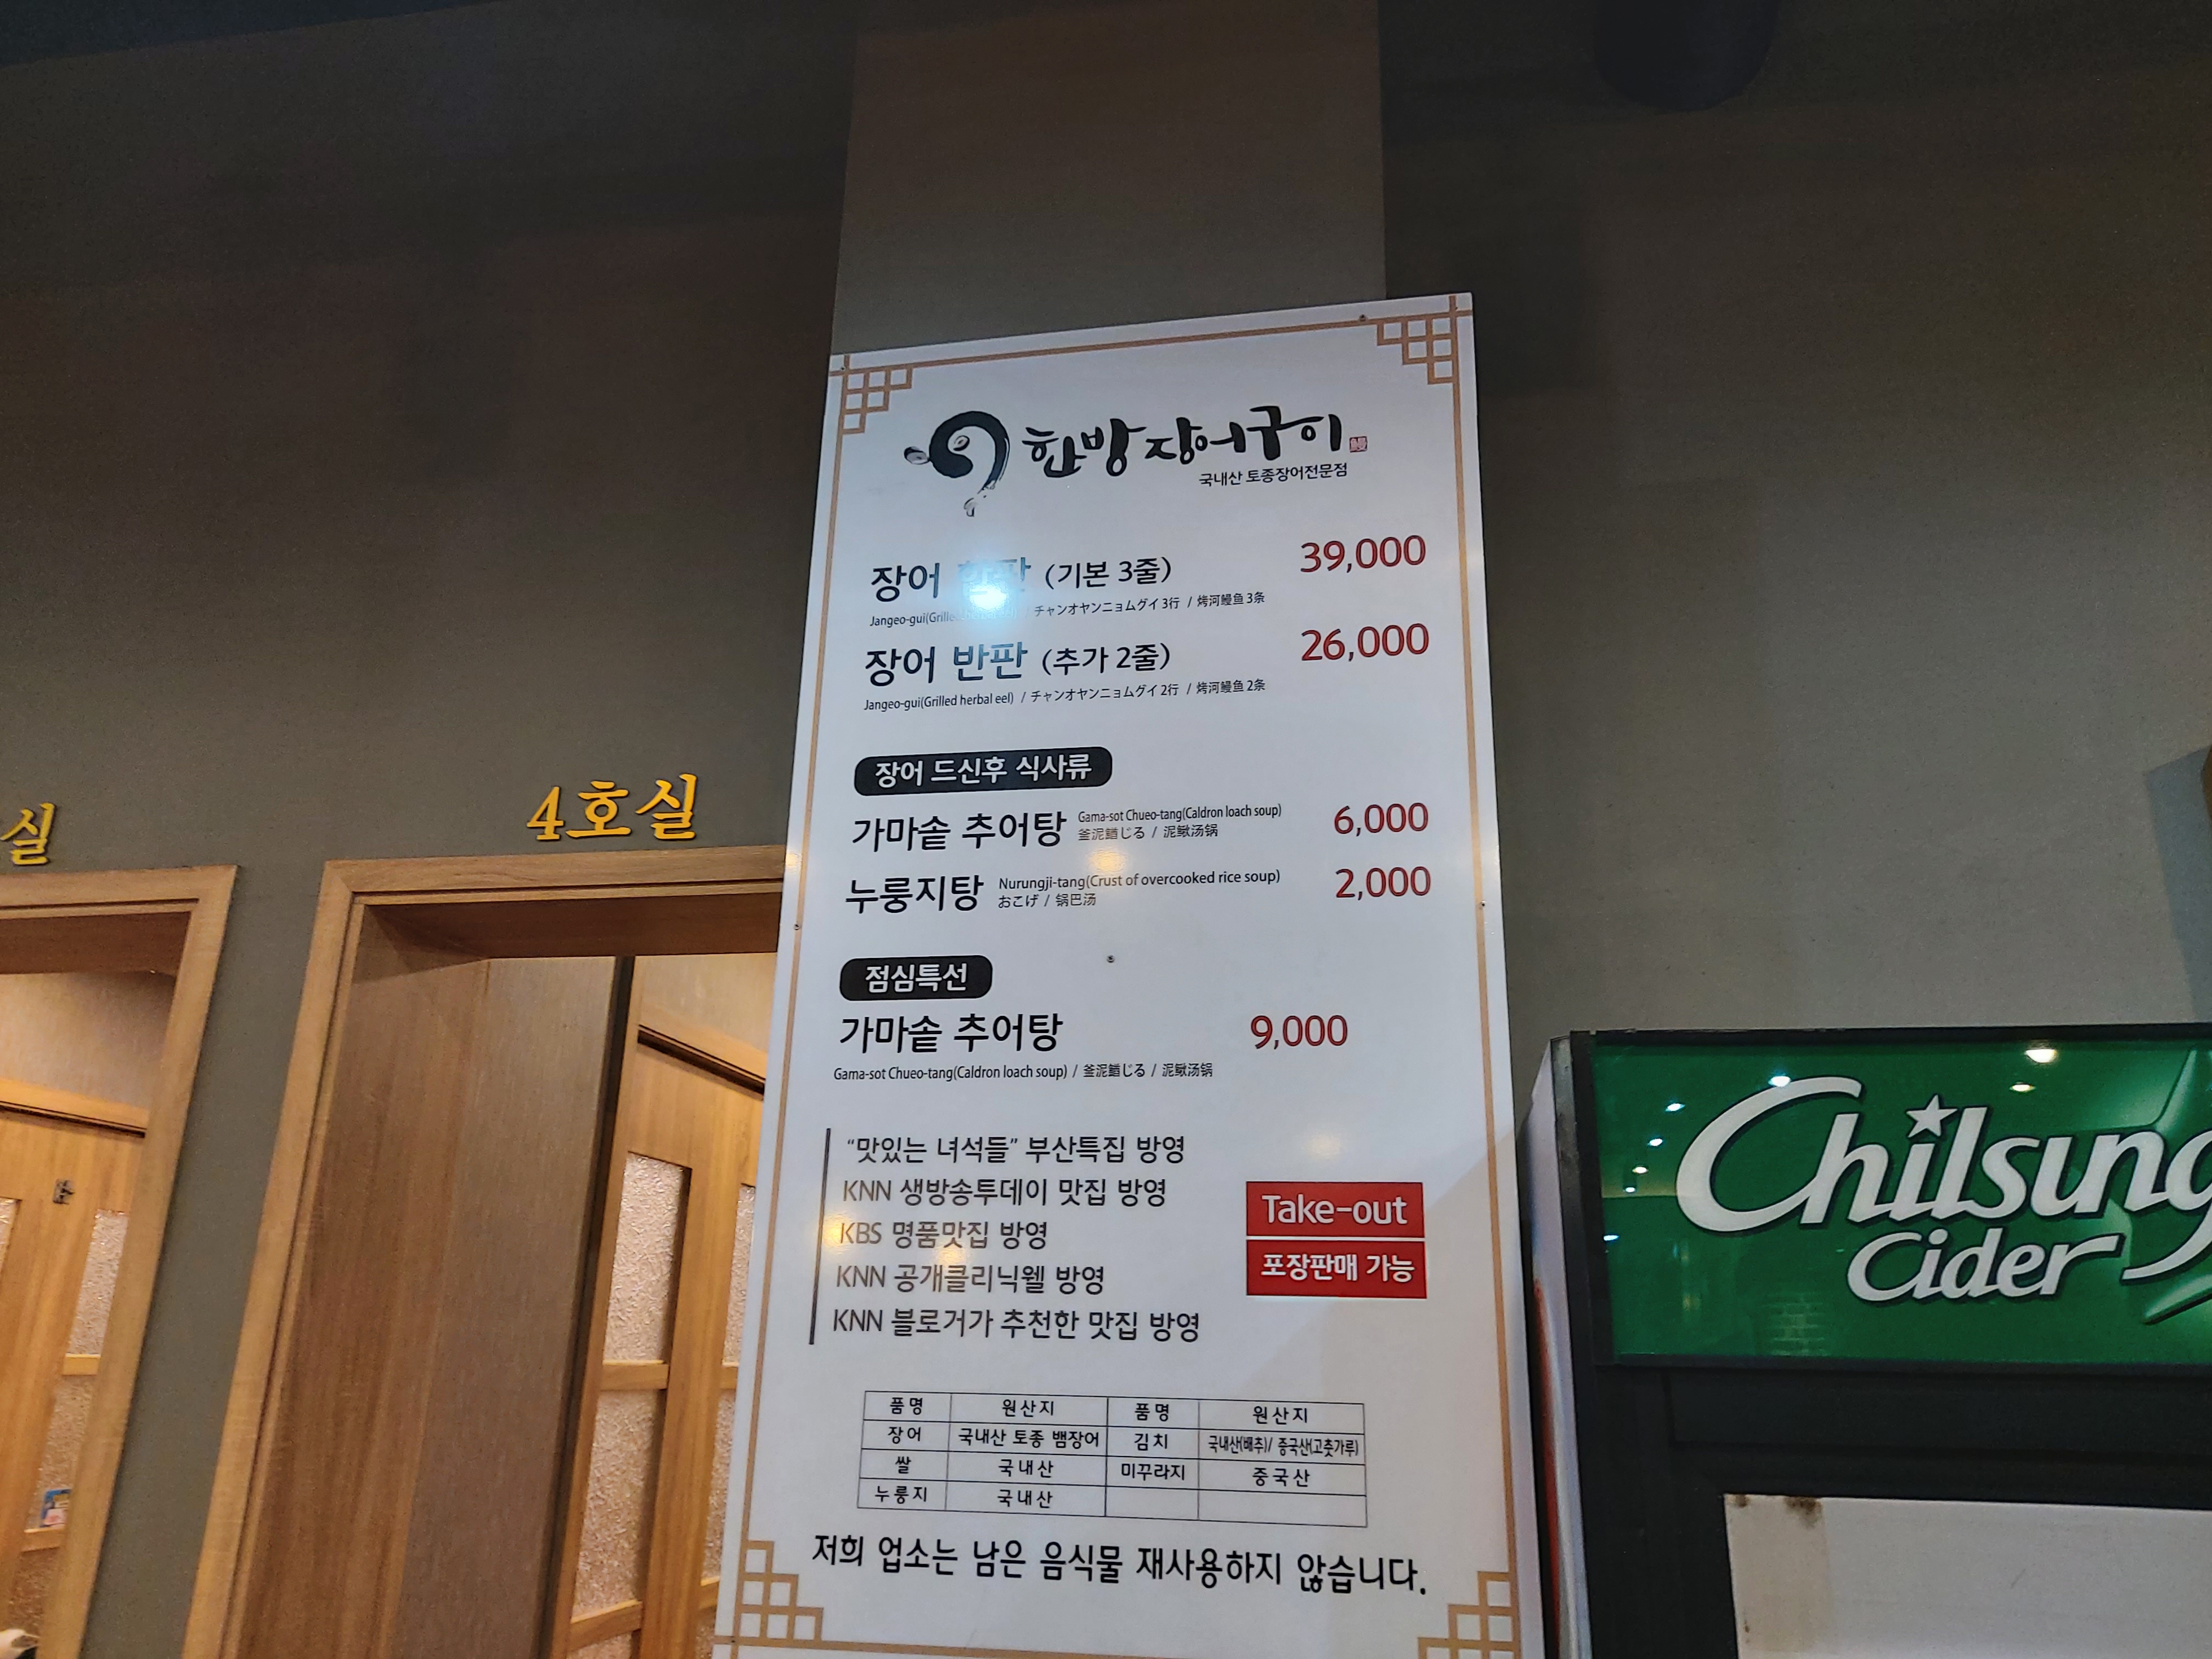 한방 장어구이
국내산 토종장어전문점
장어 한판 (기본 3줄) 39,000
Jangeo-gui(Grilled / チャンオヤンニョムグイ 3行 / 烤河鳗鱼 3条
장어 반판 (추가 2줄) 26,000
Jangeo-gui(Grilled herbal eel) / チャンオヤンニョムグイ 2行 / 烤河鳗鱼 2条
장어 드신후 식사류
가마솥 추어탕 Gama-sot Chueo-tang(Caldron loach soup) 6,000
釜泥鰌じる / 泥鳅汤锅
누룽지탕 Nurungji-tang(Crust of overcooked rice soup) 2,000
おこげ / 锅巴汤
점심특선
가마솥 추어탕 9,000
Gama-sot Chueo-tang(Caldron loach soup) / 釜泥鰌じる / 泥鳅汤锅
“맛있는 녀석들” 부산특집 방영
KNN 생방송투데이 맛집 방영
KBS 명품맛집 방영
KNN 공개클리닉웰 방영
KNN 블로거가 추천한 맛집 방영
Take-out
포장판매 가능
품명 원산지 품명 원산지
장어 국내산 토종 뱀장어 김치 국내산(배추)/ 중국산(고춧가루)
쌀 국내산 미꾸라지 중국산
누룽지 국내산
저희 업소는 남은 음식물 재사용하지 않습니다.
실
4호실
Chilsung
Cider